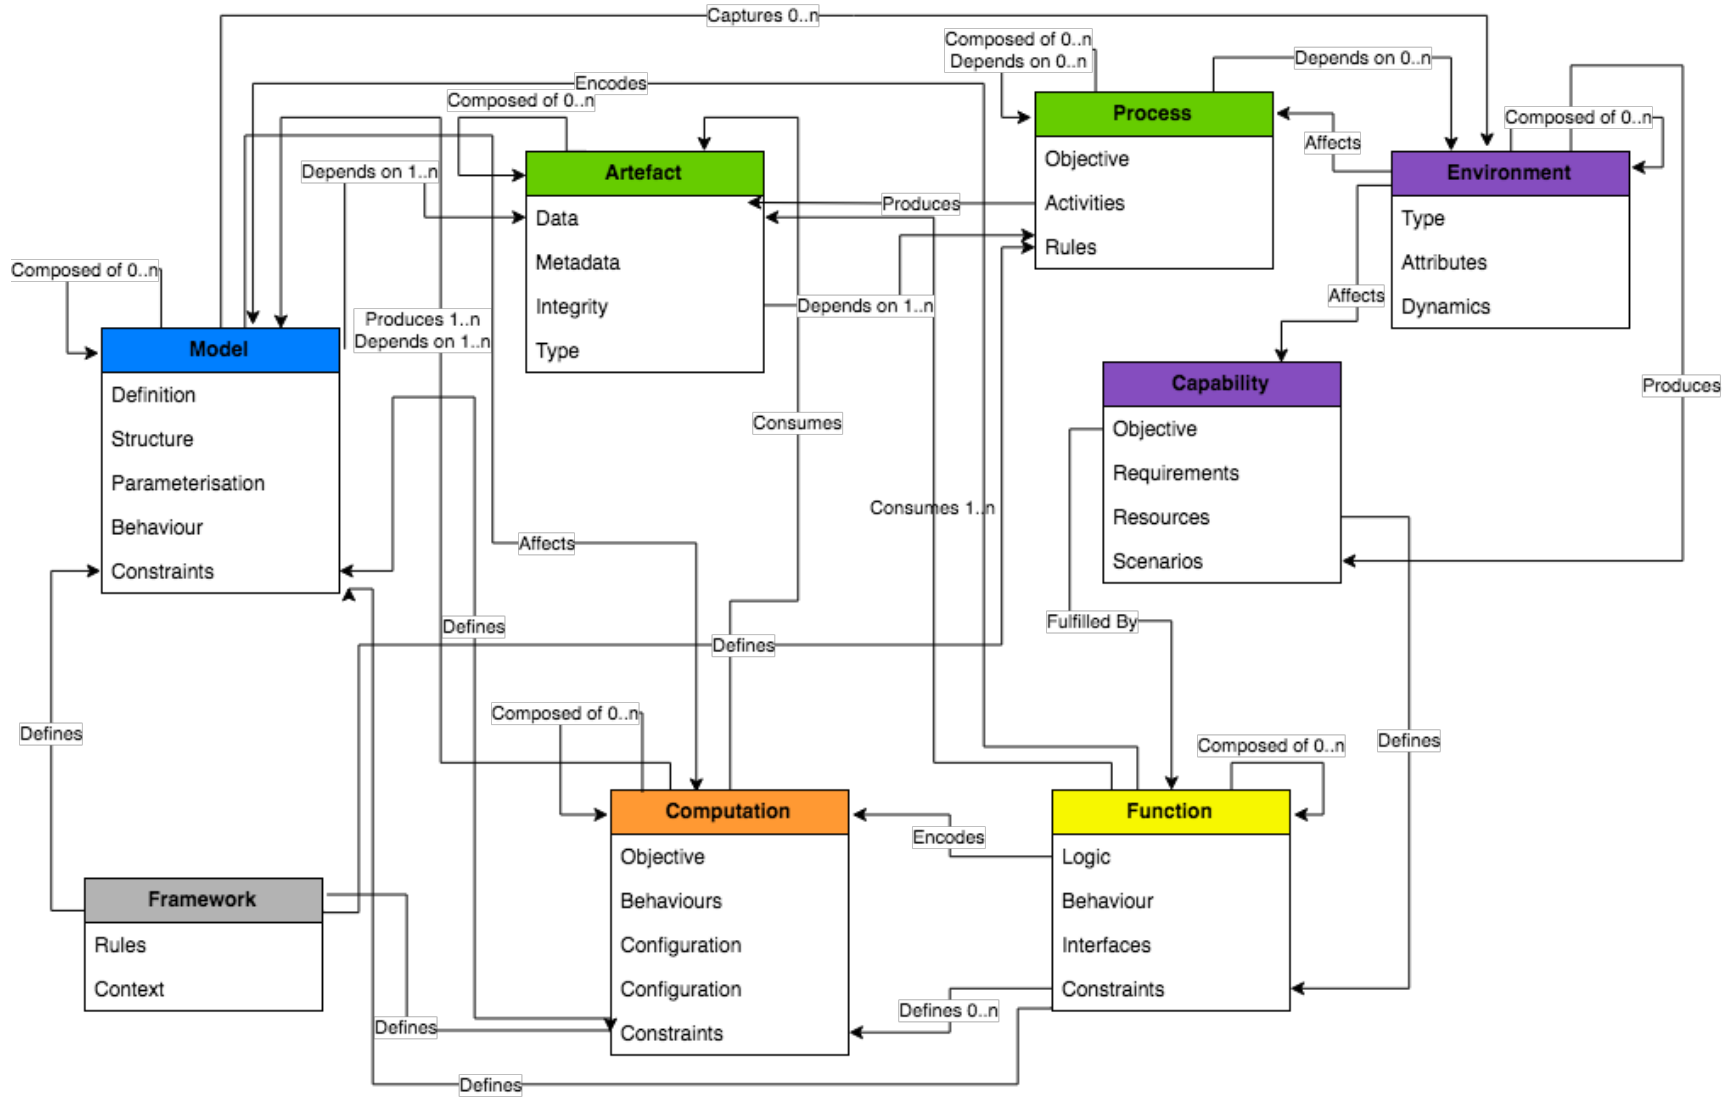 Captures 0..n
Composed of 0..n
Depends on 0..n
Depends on 0..n
Encodes
Composed of 0..n
Process
Objective
Activities
Rules
Composed of 0..n
Affects
Environment
Type
Attributes
Dynamics
Depends on 1..n
Artefact
Data
Metadata
Integrity
Type
Produces
Depends on 1..n
Composed of 0..n
Produces 1..n
Depends on 1..n
Affects
Model
Definition
Structure
Parameterisation
Behaviour
Constraints
Capability
Objective
Requirements
Resources
Scenarios
Produces
Consumes
Consumes 1..n
Affects
Defines
Defines
Fulfilled By
Defines
Composed of 0..n
Defines
Composed of 0..n
Computation
Objective
Behaviours
Configuration
Configuration
Constraints
Encodes
Function
Logic
Behaviour
Interfaces
Constraints
Framework
Rules
Context
Defines
Defines 0..n
Defines